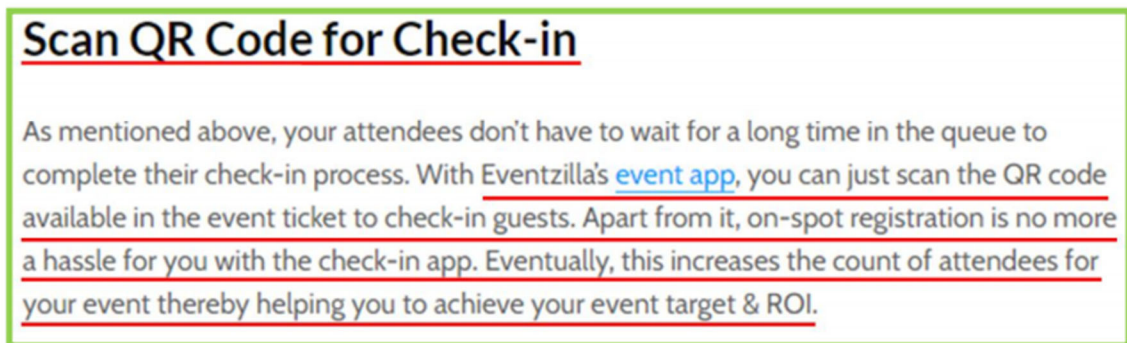 Scan QR Code for Check-in
As mentioned above, your attendees don't have to wait for a long time in the queue to
complete their check-in process. With Eventzilla's event app, you can just scan the QR code
available in the event ticket to check-in guests. Apart from it, on-spot registration is no more
a hassle for you with the check-in app. Eventually, this increases the count of attendees for
your event thereby helping you to achieve your event target & ROI.